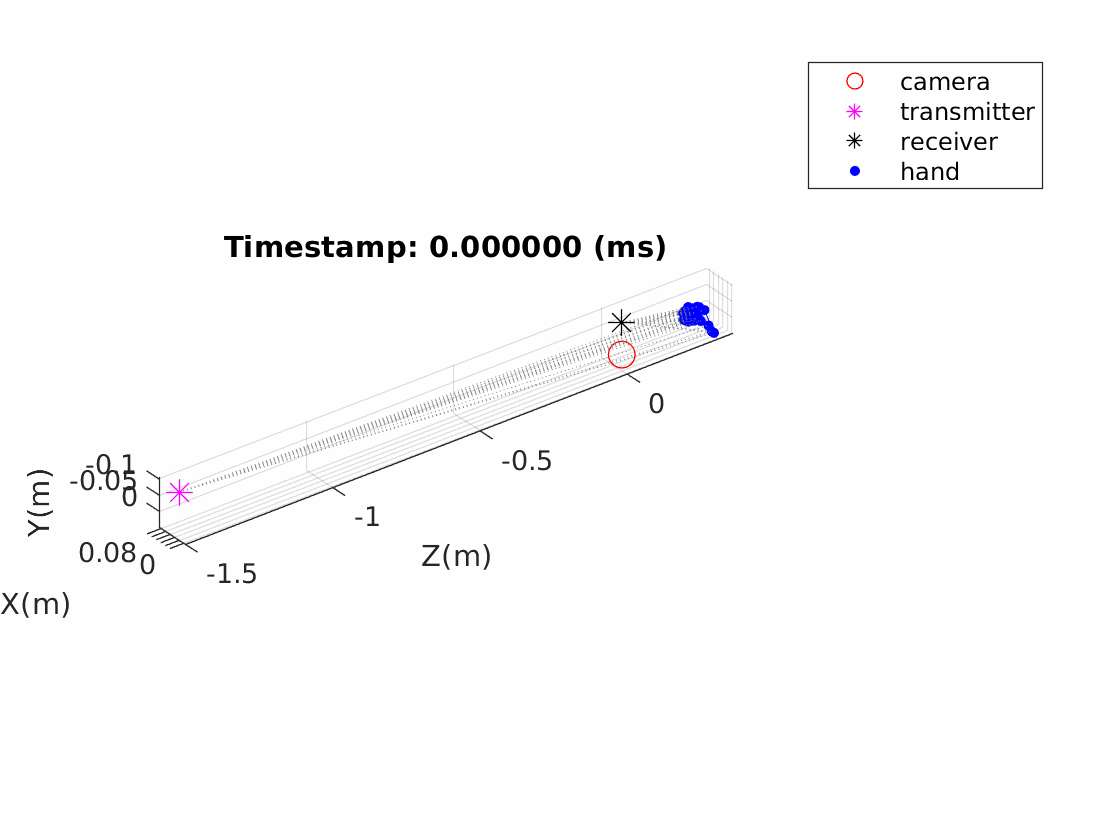 camera
transmitter
receiver
hand
Timestamp: 0.000000 (ms)
0
-0.5
-1
-1.5
Z(m)
-0.1
-0.05
0
Y(m)
0.08
0
X(m)